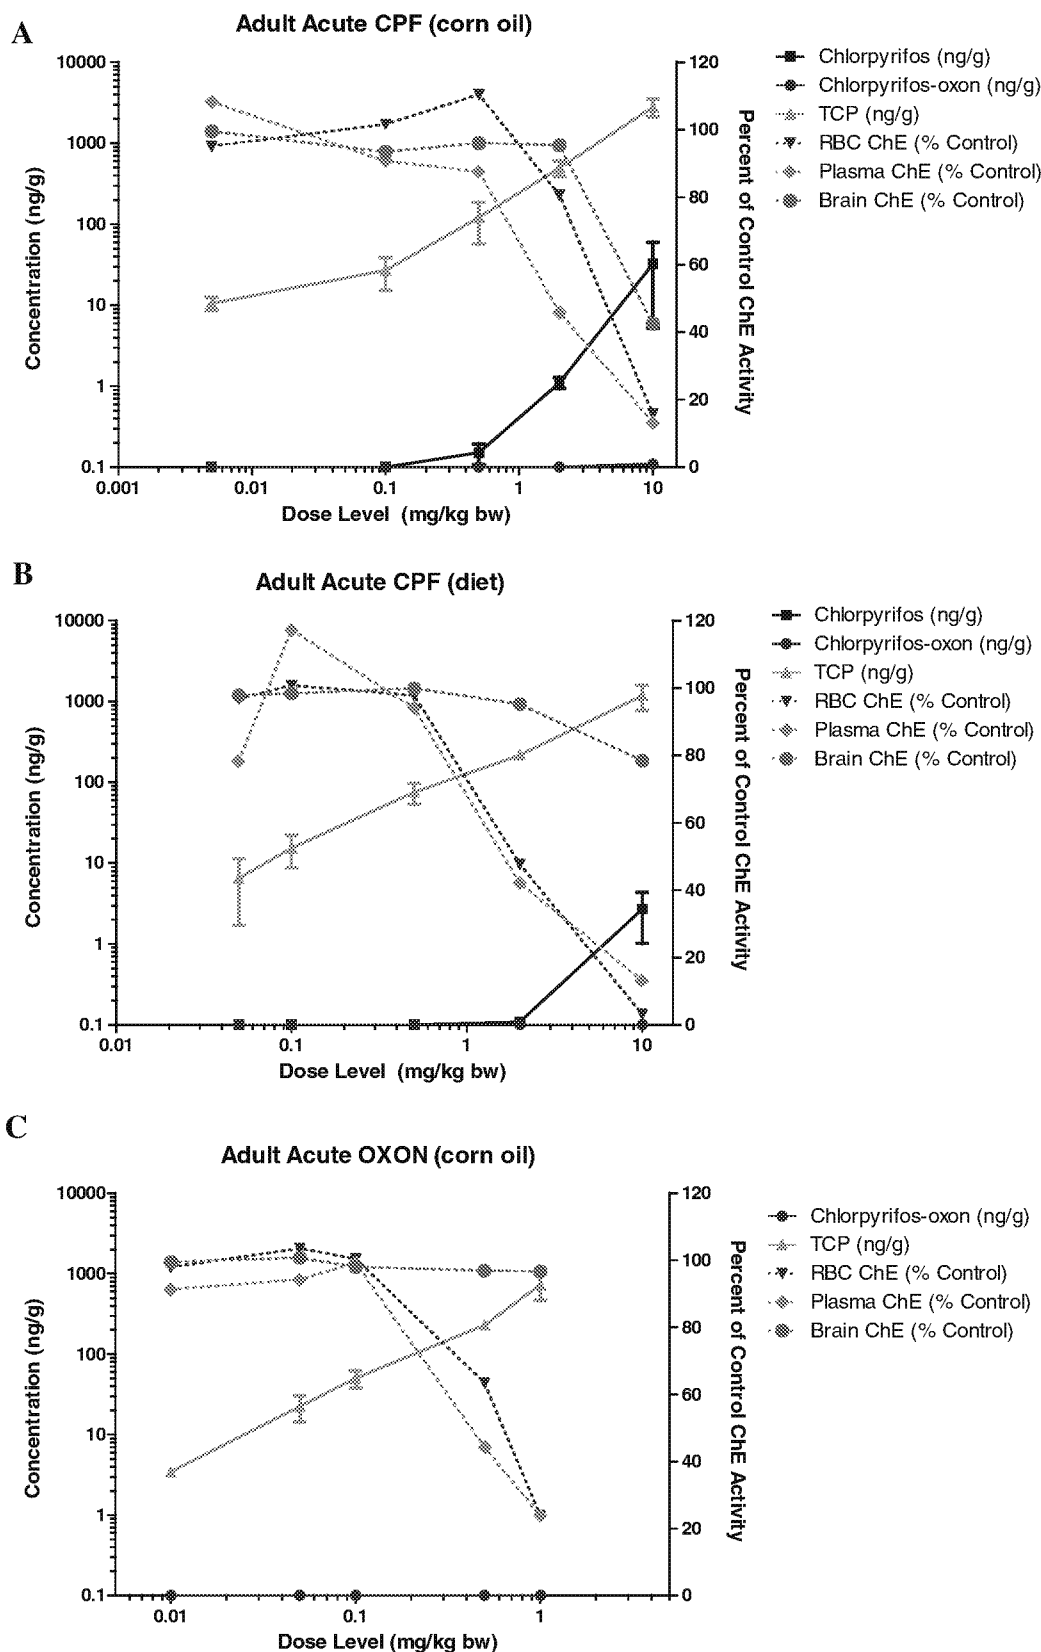 A
Adult Acute CPF (corn oil)
10000
1000
100
10
1
0.1
Concentration (ng/g)
120
100
80
60
40
20
0
Percent of Control ChE Activity
0.001
0.01
0.1
1
10
Dose Level (mg/kg bw)
Chlorpyrifos (ng/g)
Chlorpyrifos-oxon (ng/g)
TCP (ng/g)
RBC ChE (% Control)
Plasma ChE (% Control)
Brain ChE (% Control)
B
Adult Acute CPF (diet)
10000
1000
100
10
1
0.1
Concentration (ng/g)
120
100
80
60
40
20
0
Percent of Control ChE Activity
0.01
0.1
1
10
Dose Level (mg/kg bw)
Chlorpyrifos (ng/g)
Chlorpyrifos-oxon (ng/g)
TCP (ng/g)
RBC ChE (% Control)
Plasma ChE (% Control)
Brain ChE (% Control)
C
Adult Acute OXON (corn oil)
10000
1000
100
10
1
0.1
Concentration (ng/g)
120
100
80
60
40
20
0
Percent of Control ChE Activity
0.01
0.1
1
Dose Level (mg/kg bw)
Chlorpyrifos-oxon (ng/g)
TCP (ng/g)
RBC ChE (% Control)
Plasma ChE (% Control)
Brain ChE (% Control)